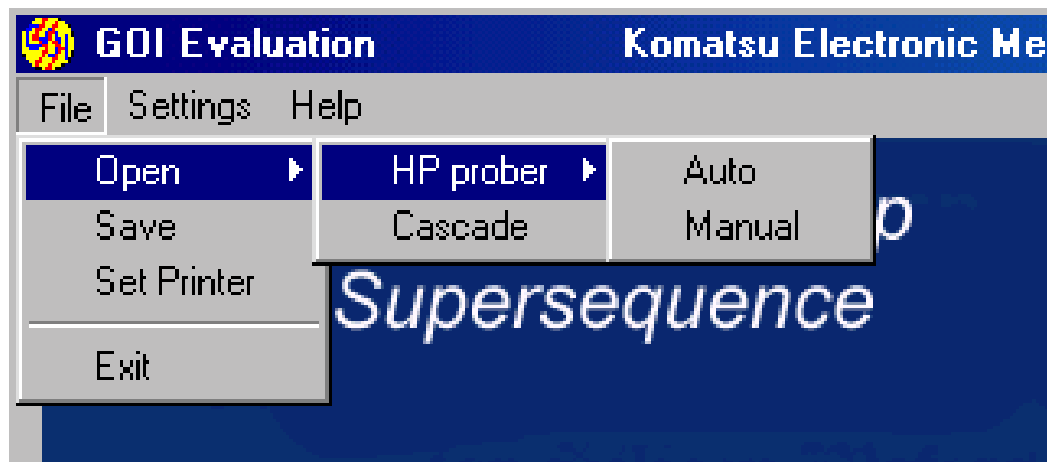 GOI Evaluation Komatsu Electronic Me
File Settings Help
Open HP prober Auto
Save Cascade Manual p
Set Printer Supersequence
Exit